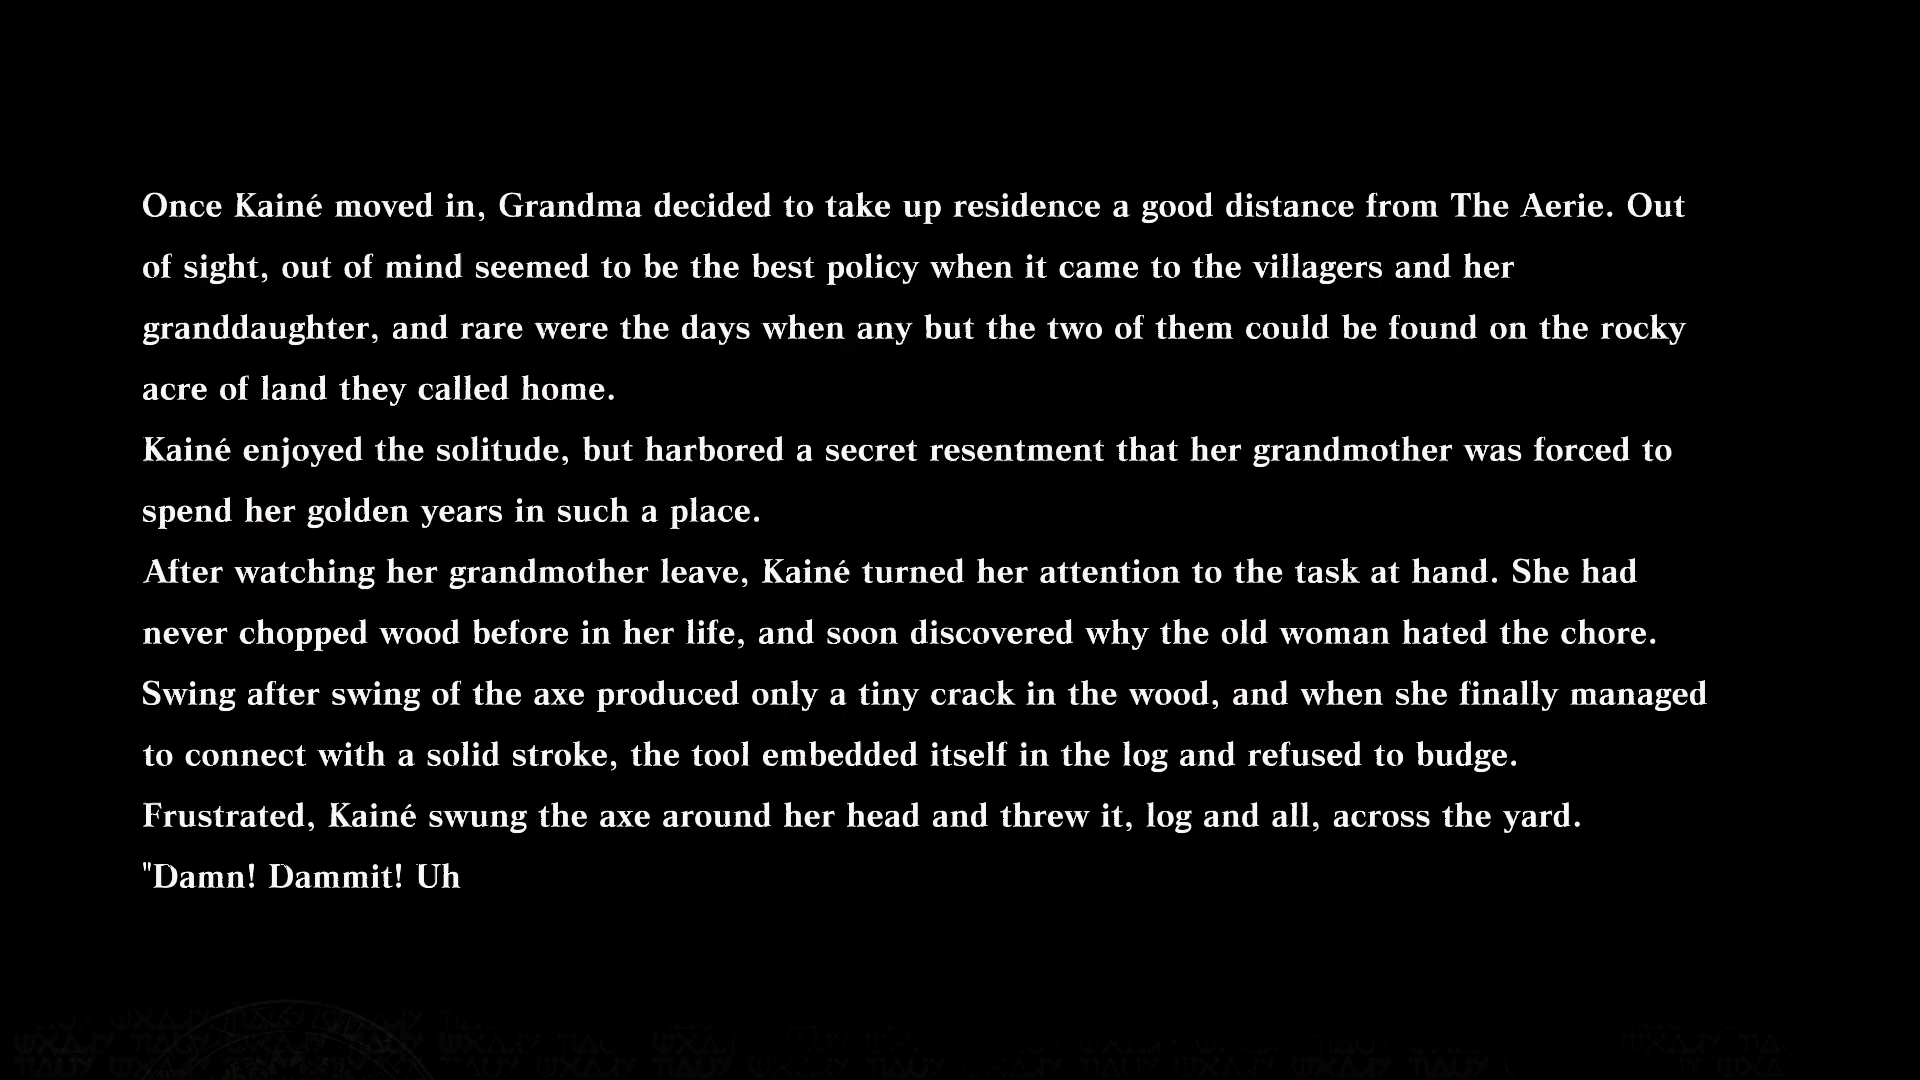 Once Kainé moved in, Grandma decided to take up residence a good distance from The Aerie. Out
of sight, out of mind seemed to be the best policy when it came to the villagers and her
granddaughter, and rare were the days when any but the two of them could be found on the rocky
acre of land they called home.
Kainé enjoyed the solitude, but harbored a secret resentment that her grandmother was forced to
spend her golden years in such a place.
After watching her grandmother leave, Kainé turned her attention to the task at hand. She had
never chopped wood before in her life, and soon discovered why the old woman hated the chore.
Swing after swing of the axe produced only a tiny crack in the wood, and when she finally managed
to connect with a solid stroke, the tool embedded itself in the log and refused to budge.
Frustrated, Kainé swung the axe around her head and threw it, log and all, across the yard.
"Damn! Dammit! Uh